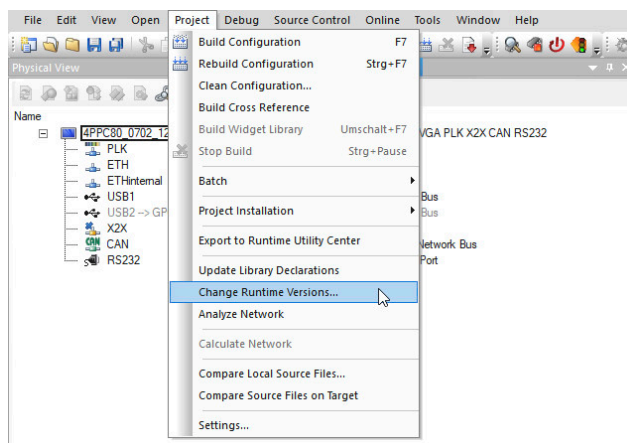 File Edit View Open Project Debug Source Control Online Tools Window Help
Physical View
Name
4PPC80_0702_12
VGA PLK X2X CAN RS232
PLK
ETH
ETHinternal
USB1
Bus
USB2 --> GP
Bus
X2X
CAN
Network Bus
RS232
Port
Build Configuration F7
Rebuild Configuration Strg+F7
Clean Configuration...
Build Cross Reference
Build Widget Library Umschalt+F7
Stop Build Strg+Pause
Batch
Project Installation
Export to Runtime Utility Center
Update Library Declarations
Change Runtime Versions...
Analyze Network
Calculate Network
Compare Local Source Files...
Compare Source Files on Target
Settings...